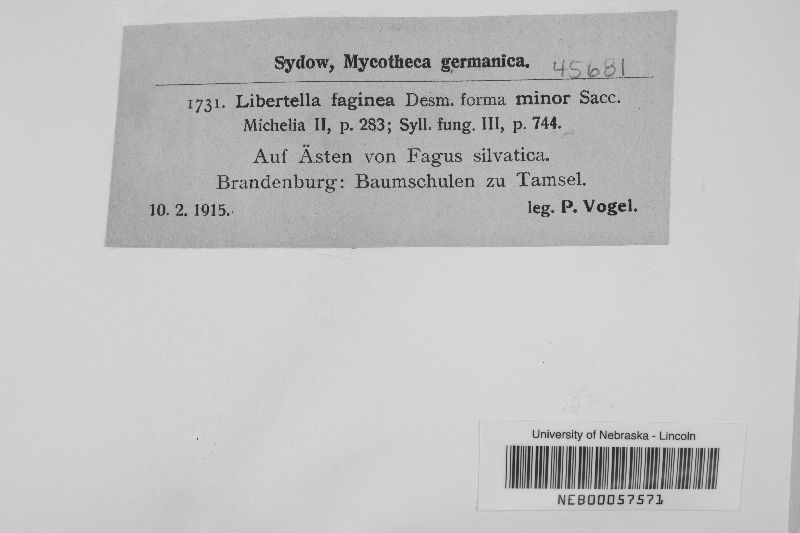 Sydow, Mycotheca germanica. 45681
1731. Libertella faginea Desm. forma minor Sacc.
Michelia II, p. 283; Syll. fung. III, p. 744.
Auf Ästen von Fagus silvatica.
Brandenburg: Baumschulen zu Tamsel.
10. 2. 1915. leg. P. Vogel.
University of Nebraska - Lincoln
NEB00057571